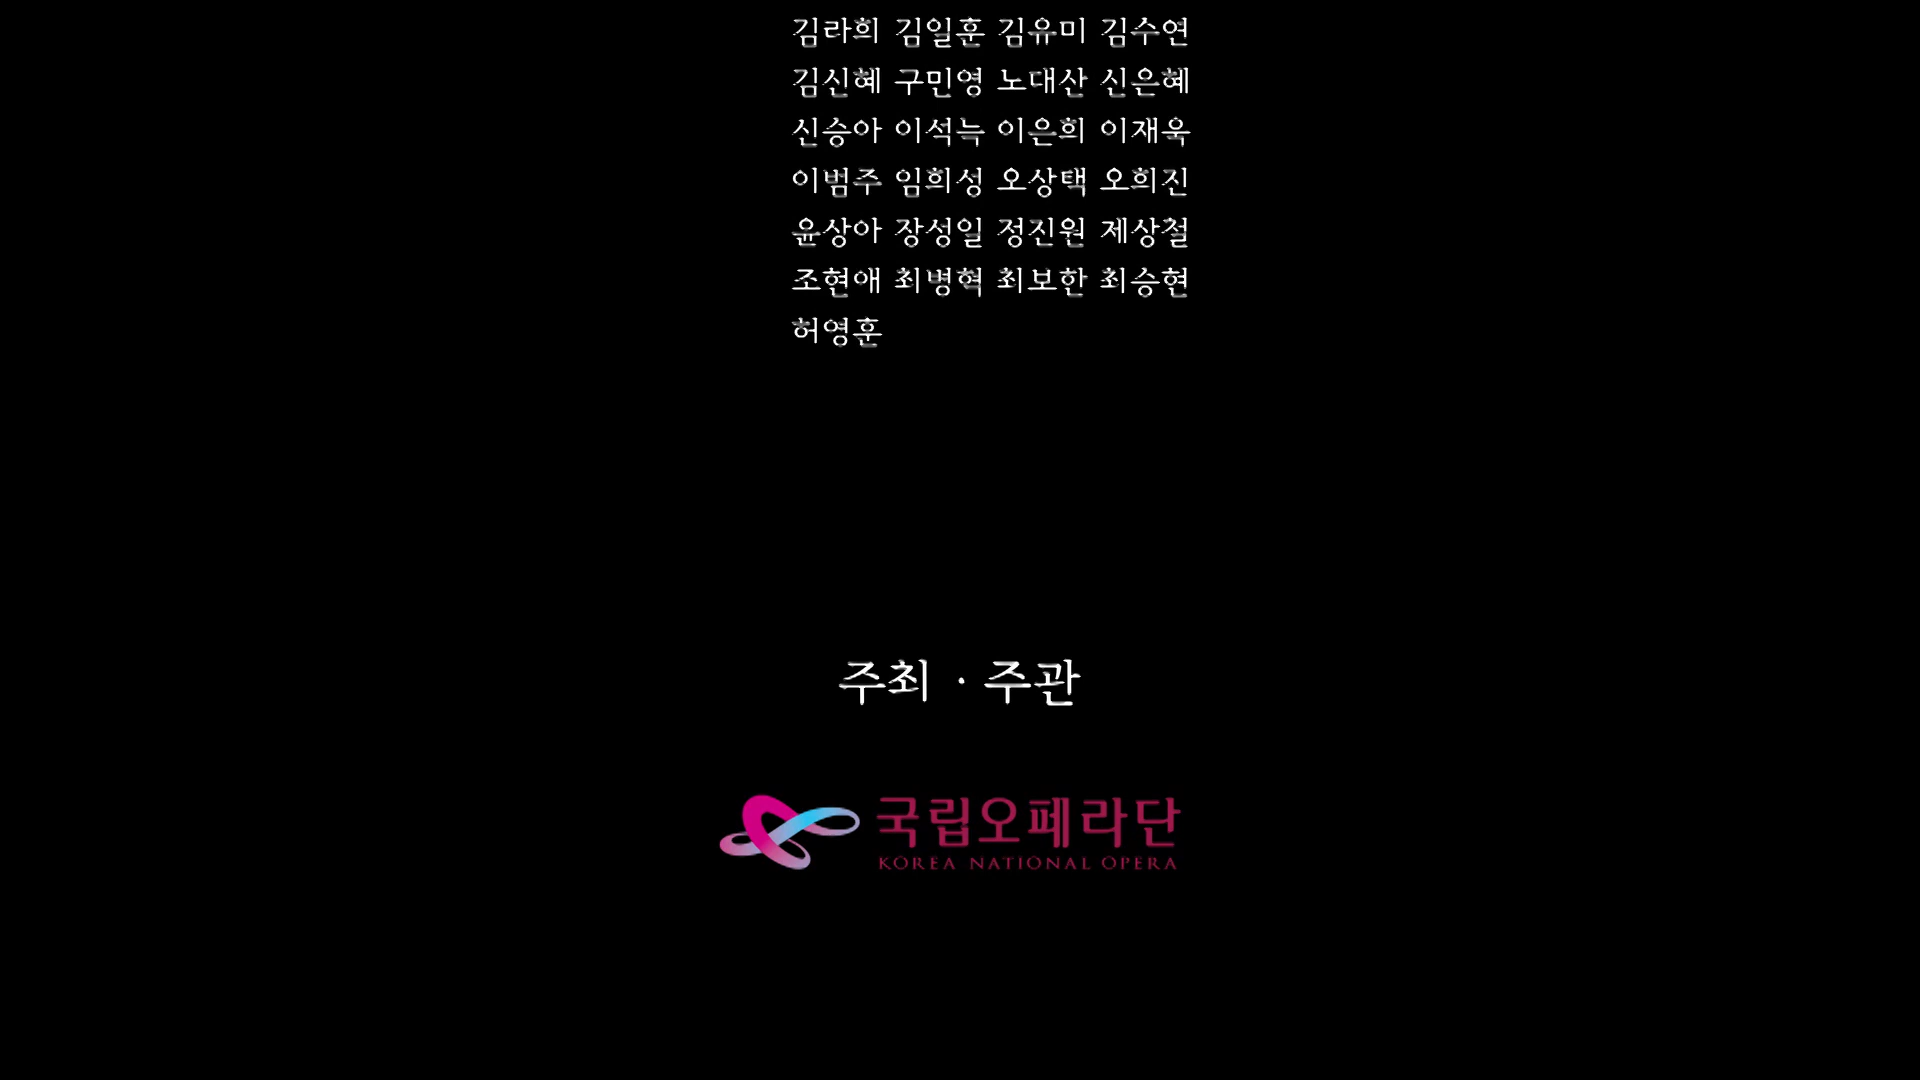 김라희 김일훈 김유미 김수연
김신혜 구민영 노대산 신은혜
신승아 이석늑 이은희 이재욱
이범주 임희성 오상택 오희진
윤상아 장성일 정진원 제상철
조현애 최병혁 최보한 최승현
허영훈
주최 · 주관
국립오페라단
KOREA NATIONAL OPERA